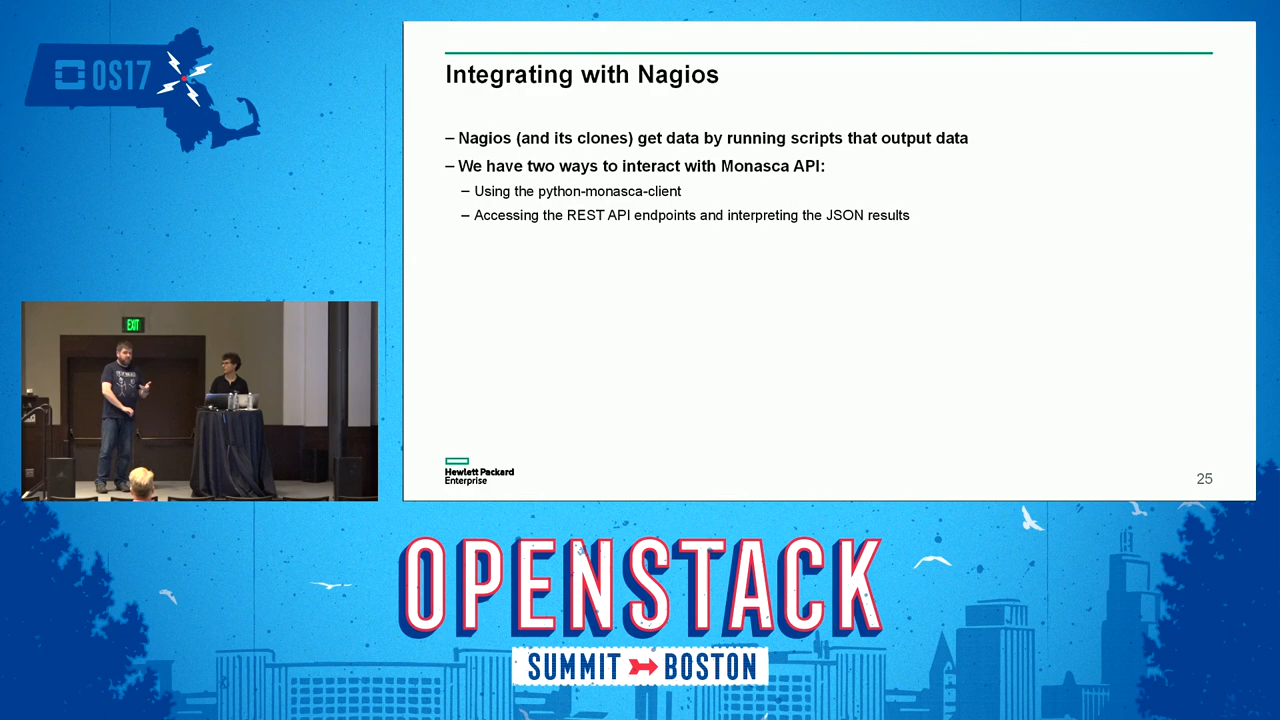 OS17
Integrating with Nagios
– Nagios (and its clones) get data by running scripts that output data
– We have two ways to interact with Monasca API:
– Using the python-monasca-client
– Accessing the REST API endpoints and interpreting the JSON results
EXIT
Hewlett Packard
Enterprise
25
OPENSTACK
SUMMIT BOSTON